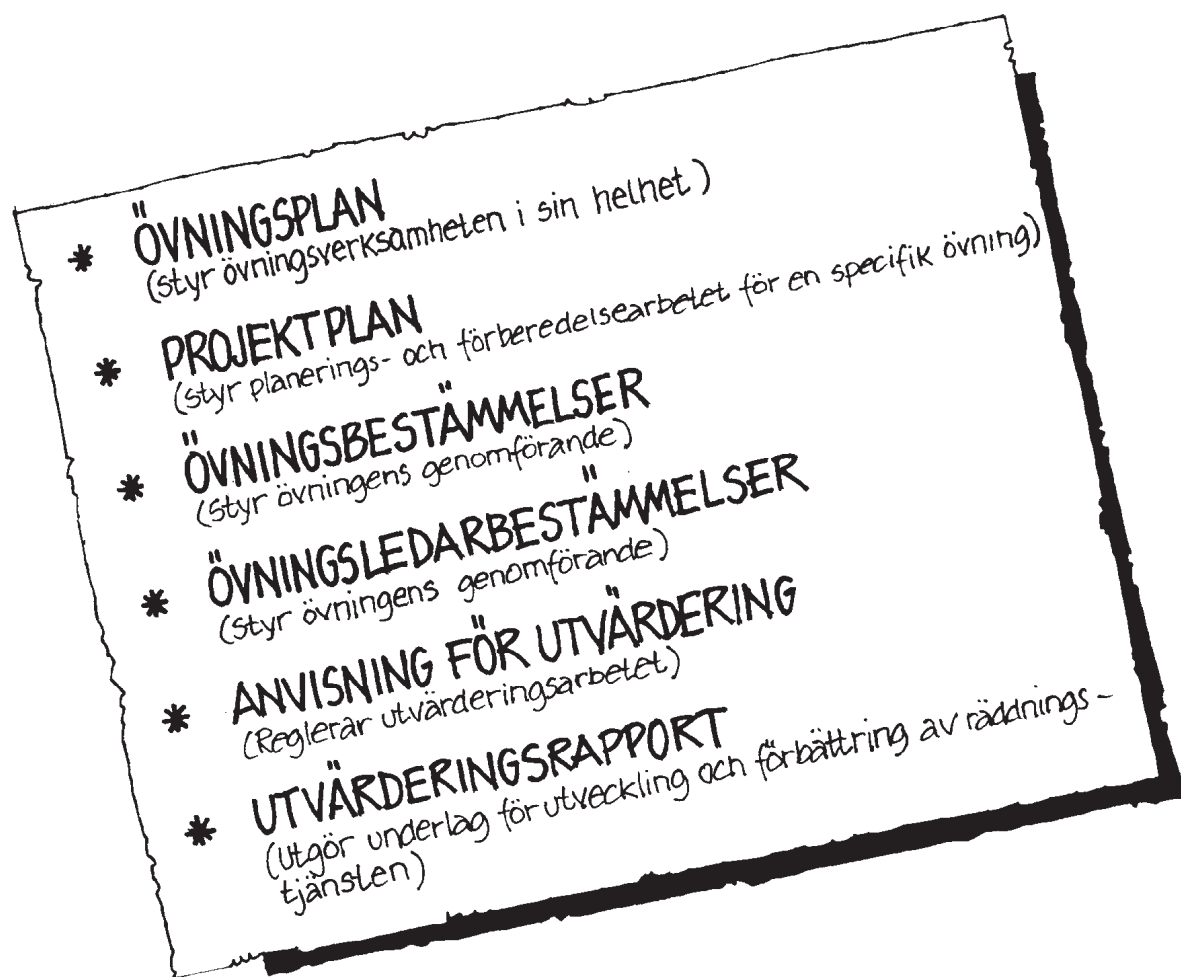 * ÖVNINGSPLAN
(styr övningsverksamheten i sin helhet)
* PROJEKTPLAN
(styr planerings- och förberedelsearbetet för en specifik övning)
* ÖVNINGSBESTÄMMELSER
(styr övningens genomförande)
* ÖVNINGSLEDARBESTÄMMELSER
(styr övningens genomförande)
* ANVISNING FÖR UTVÄRDERING
(Reglerar utvärderingsarbetet)
* UTVÄRDERINGSRAPPORT
(utgör underlag för utveckling och förbättring av räddnings-
tjänsten)